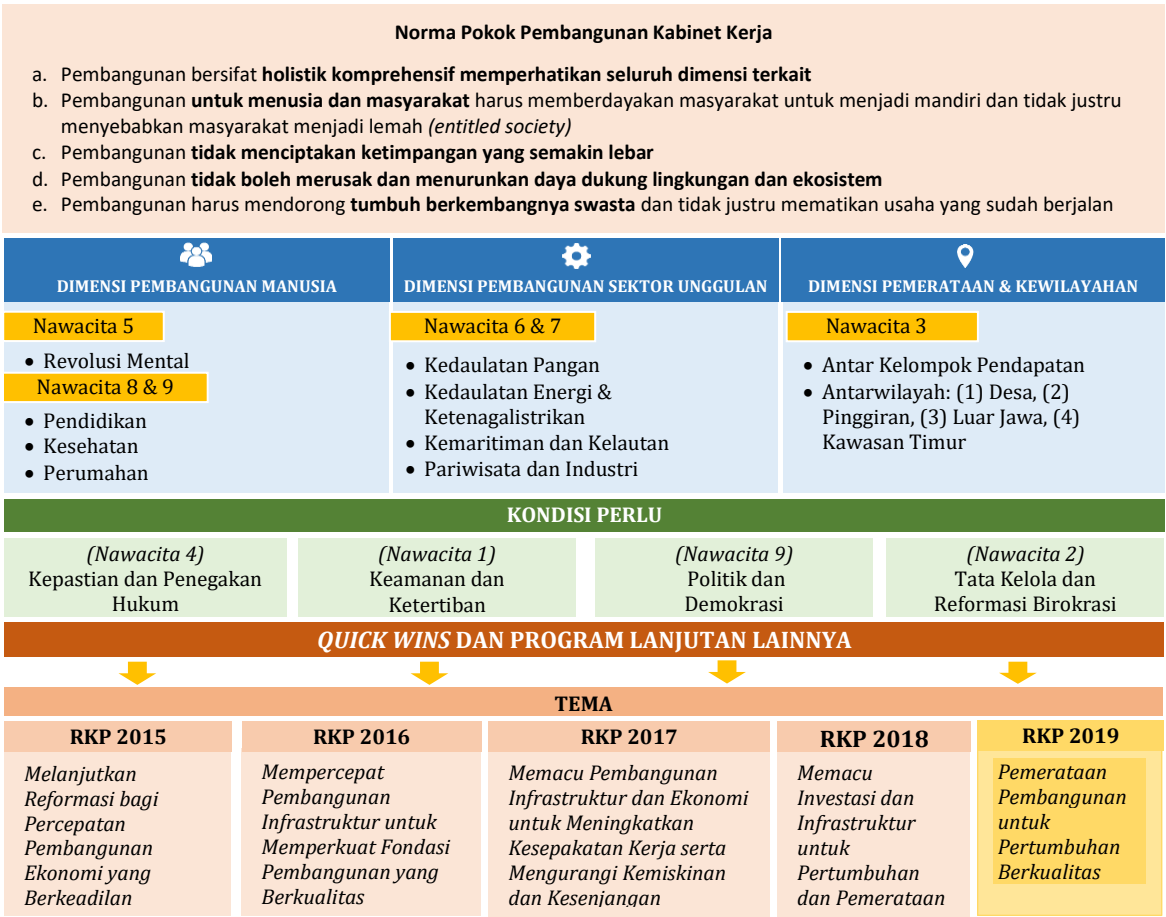 Norma Pokok Pembangunan Kabinet Kerja
a. Pembangunan bersifat holistik komprehensif memperhatikan seluruh dimensi terkait
b. Pembangunan untuk menusia dan masyarakat harus memberdayakan masyarakat untuk menjadi mandiri dan tidak justru
menyebabkan masyarakat menjadi lemah (entitled society)
c. Pembangunan tidak menciptakan ketimpangan yang semakin lebar
d. Pembangunan tidak boleh merusak dan menurunkan daya dukung lingkungan dan ekosistem
e. Pembangunan harus mendorong tumbuh berkembangnya swasta dan tidak justru mematikan usaha yang sudah berjalan
DIMENSI PEMBANGUNAN MANUSIA
Nawacita 5
• Revolusi Mental
Nawacita 8 & 9
• Pendidikan
• Kesehatan
• Perumahan
DIMENSI PEMBANGUNAN SEKTOR UNGGULAN
Nawacita 6 & 7
• Kedaulatan Pangan
• Kedaulatan Energi &
Ketenagalistrikan
• Kemaritiman dan Kelautan
• Pariwisata dan Industri
DIMENSI PEMERATAAN & KEWILAYAHAN
Nawacita 3
• Antar Kelompok Pendapatan
• Antarwilayah: (1) Desa, (2)
Pinggiran, (3) Luar Jawa, (4)
Kawasan Timur
KONDISI PERLU
(Nawacita 4)
Kepastian dan Penegakan
Hukum
(Nawacita 1)
Keamanan dan
Ketertiban
(Nawacita 9)
Politik dan
Demokrasi
(Nawacita 2)
Tata Kelola dan
Reformasi Birokrasi
QUICK WINS DAN PROGRAM LANJUTAN LAINNYA
TEMA
RKP 2015
Melanjutkan
Reformasi bagi
Percepatan
Pembangunan
Ekonomi yang
Berkeadilan
RKP 2016
Mempercepat
Pembangunan
Infrastruktur untuk
Memperkuat Fondasi
Pembangunan yang
Berkualitas
RKP 2017
Memacu Pembangunan
Infrastruktur dan Ekonomi
untuk Meningkatkan
Kesepakatan Kerja serta
Mengurangi Kemiskinan
dan Kesenjangan
RKP 2018
Memacu
Investasi dan
Infrastruktur
untuk
Pertumbuhan
dan Pemerataan
RKP 2019
Pemerataan
Pembangunan
untuk
Pertumbuhan
Berkualitas